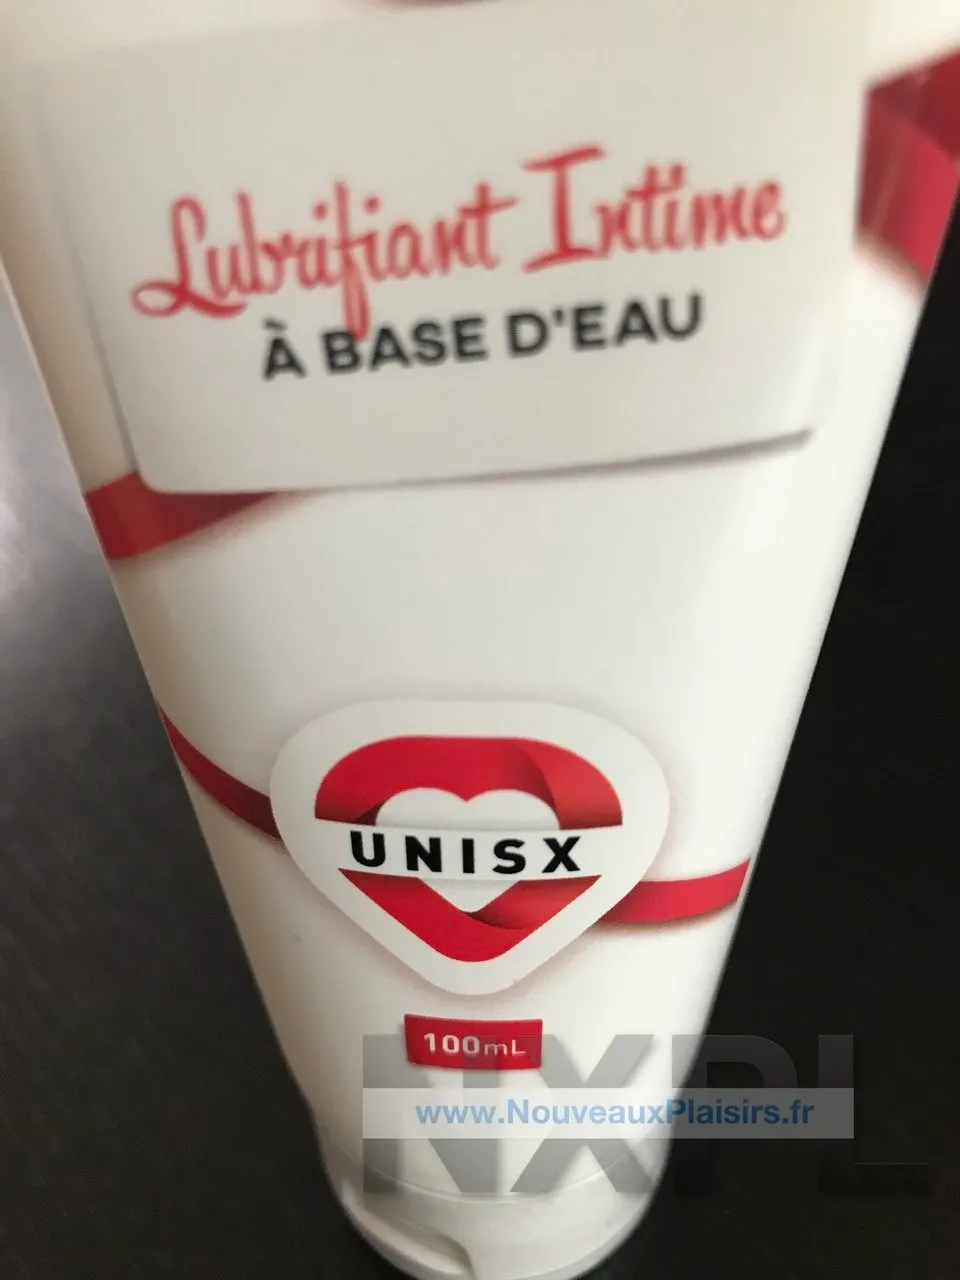 Lubrifiant Intime
À BASE D'EAU
UNISX
100mL
NXPL
www.NouveauxPlaisirs.fr